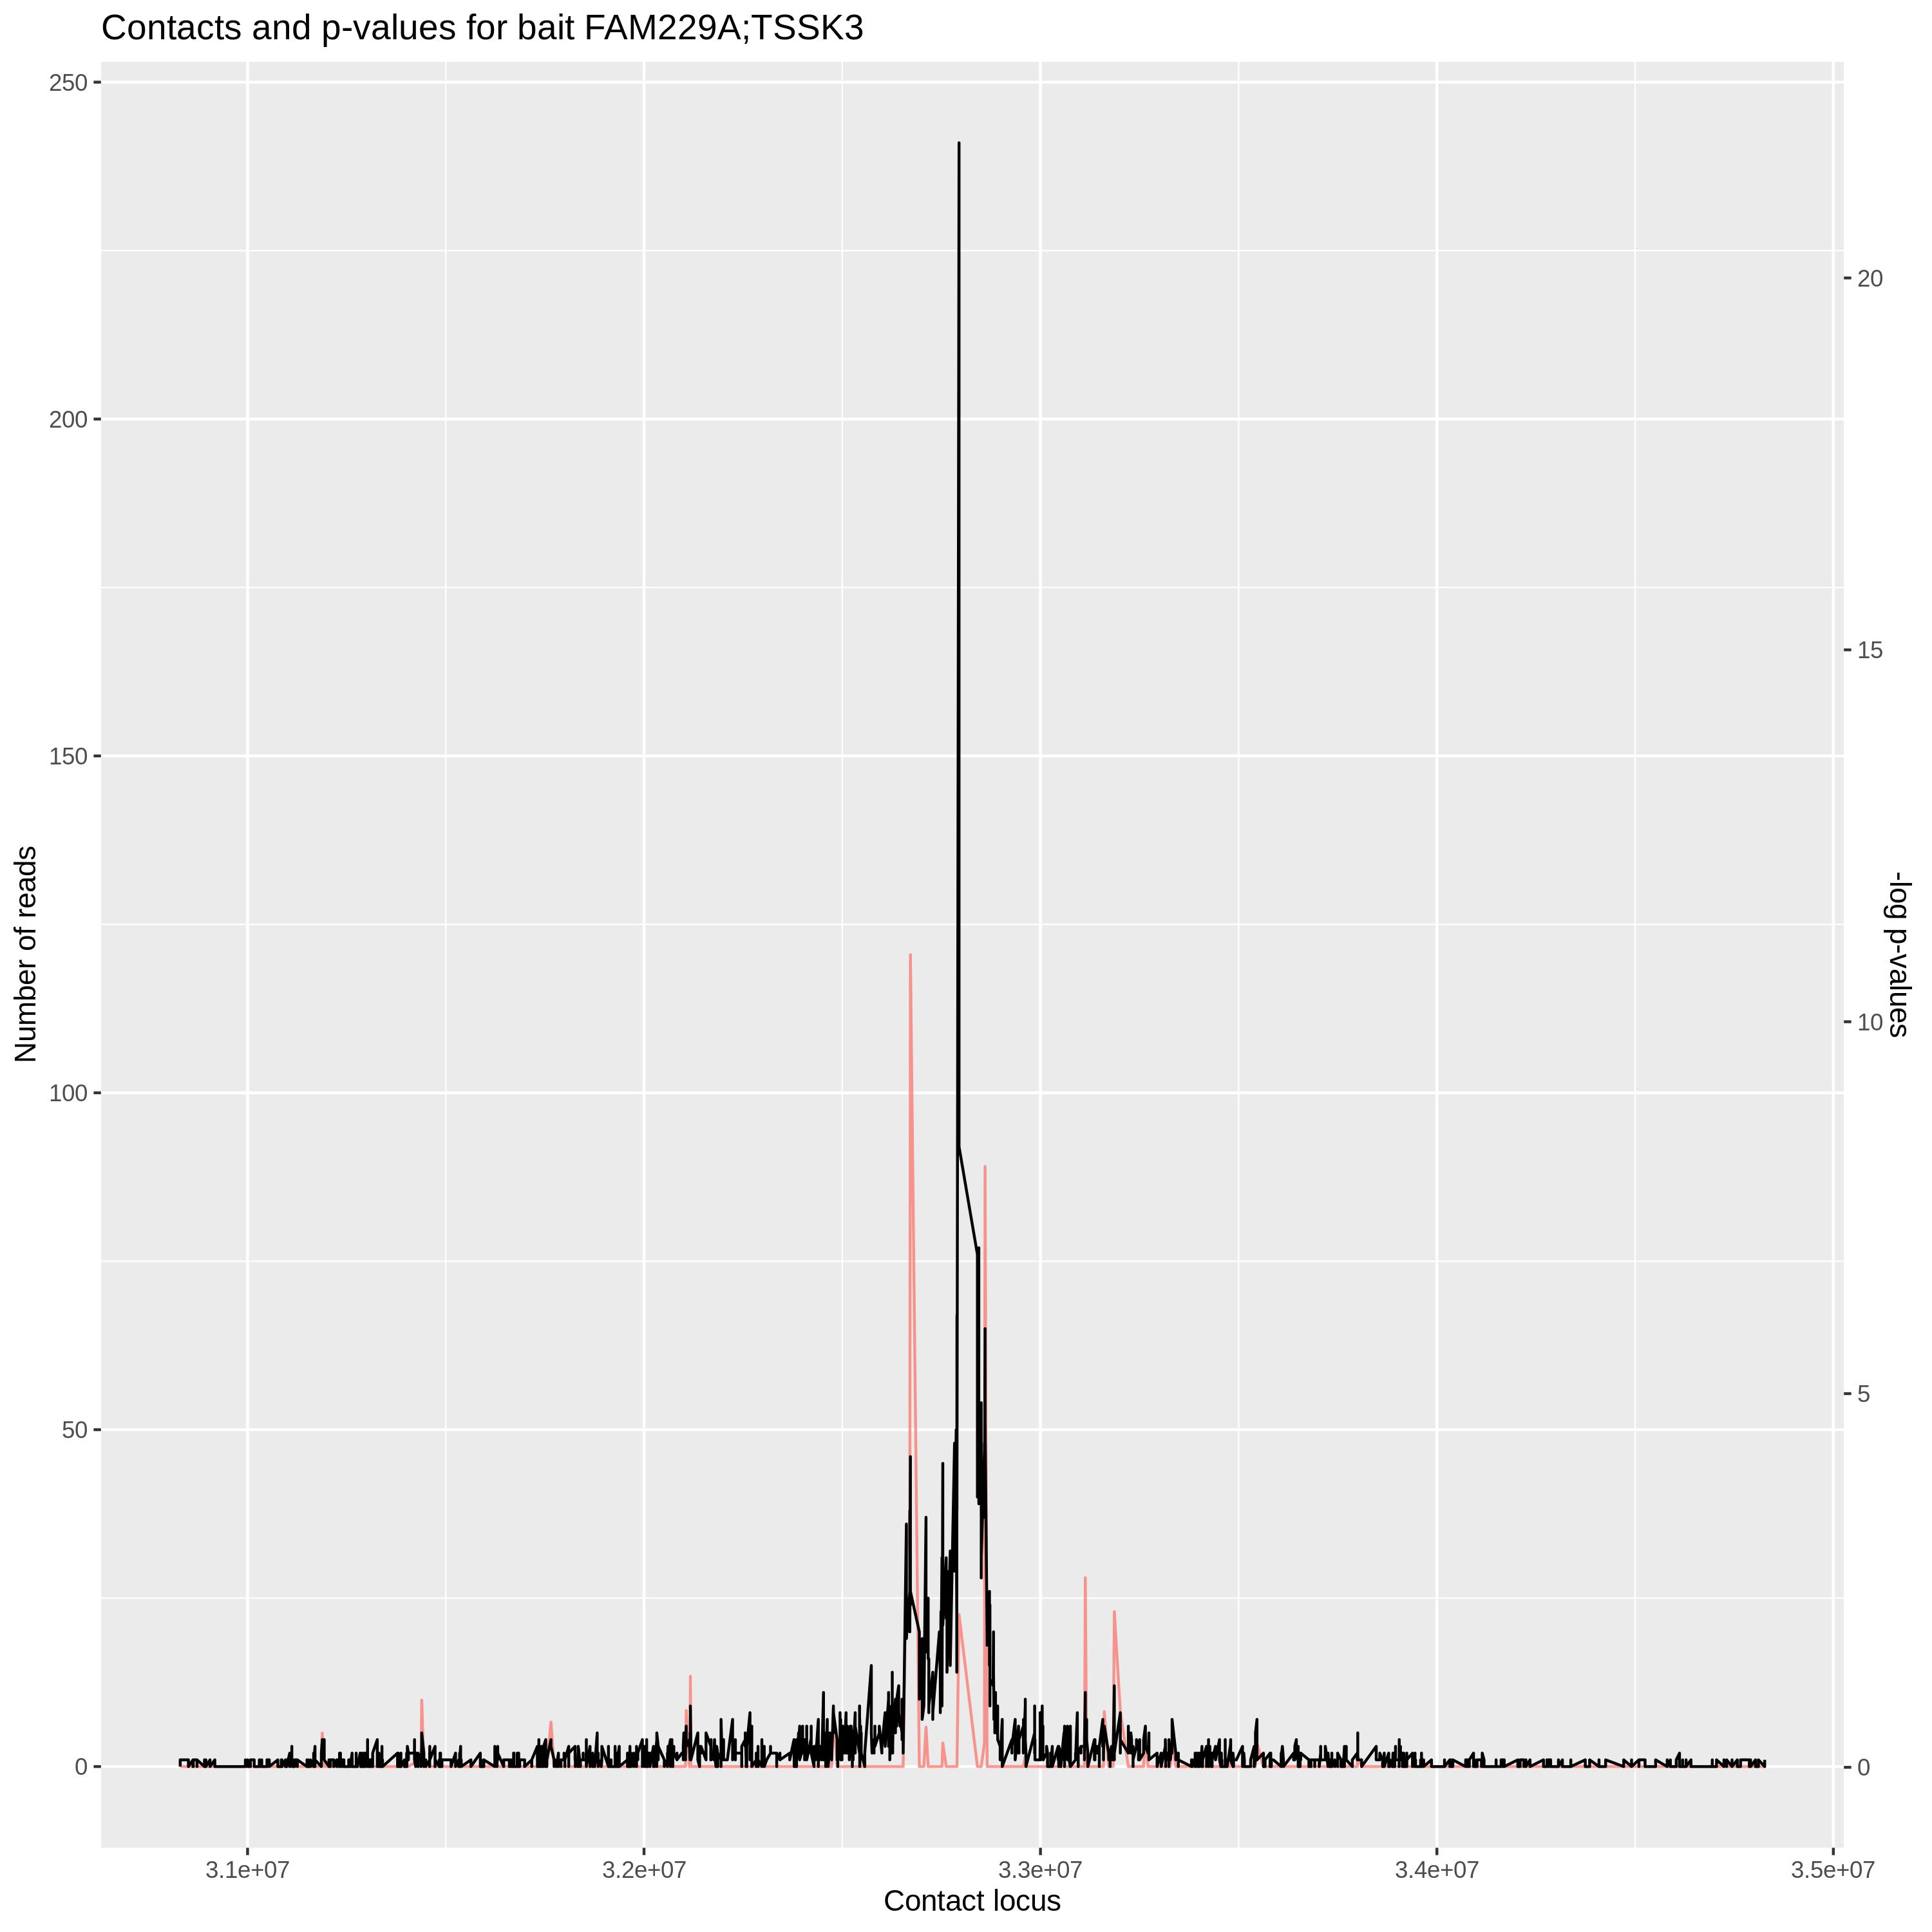 Contacts and p-values for bait FAM229A;TSSK3
250
200
150
100
50
0
Number of reads
20
15
10
5
0
-log p-values
3.1e+07 3.2e+07 3.3e+07 3.4e+07 3.5e+07
Contact locus